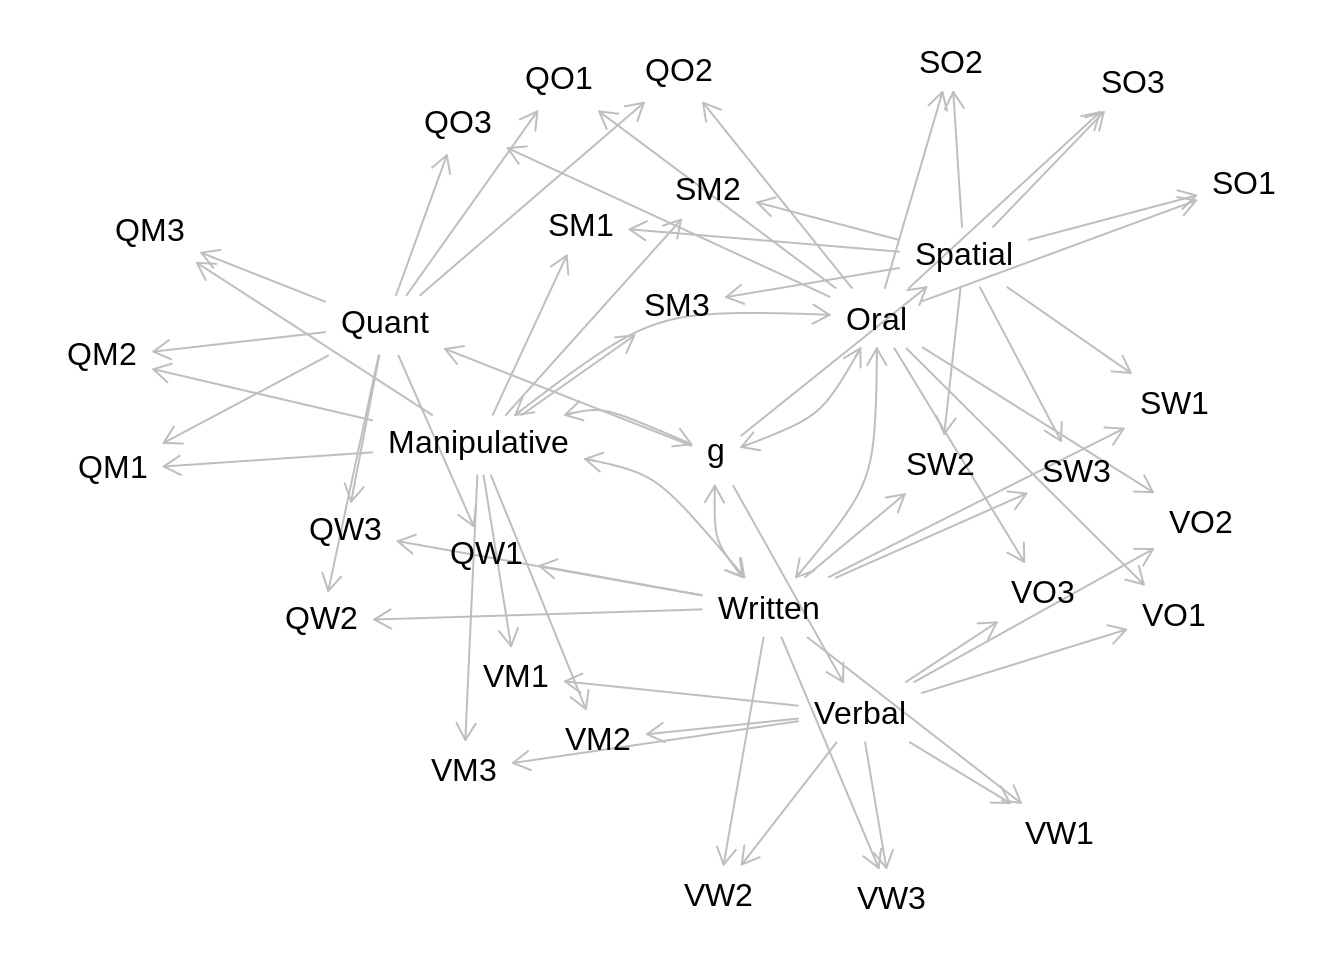 SO2
QO2
QO1
SO3
QO3
SO1
SM2
SM1
QM3
Spatial
SM3
Oral
Quant
QM2
SW1
Manipulative
g
SW2
QM1
SW3
VO2
QW3
QW1
VO3
Written
VO1
QW2
VM1
Verbal
VM2
VM3
VW1
VW2
VW3